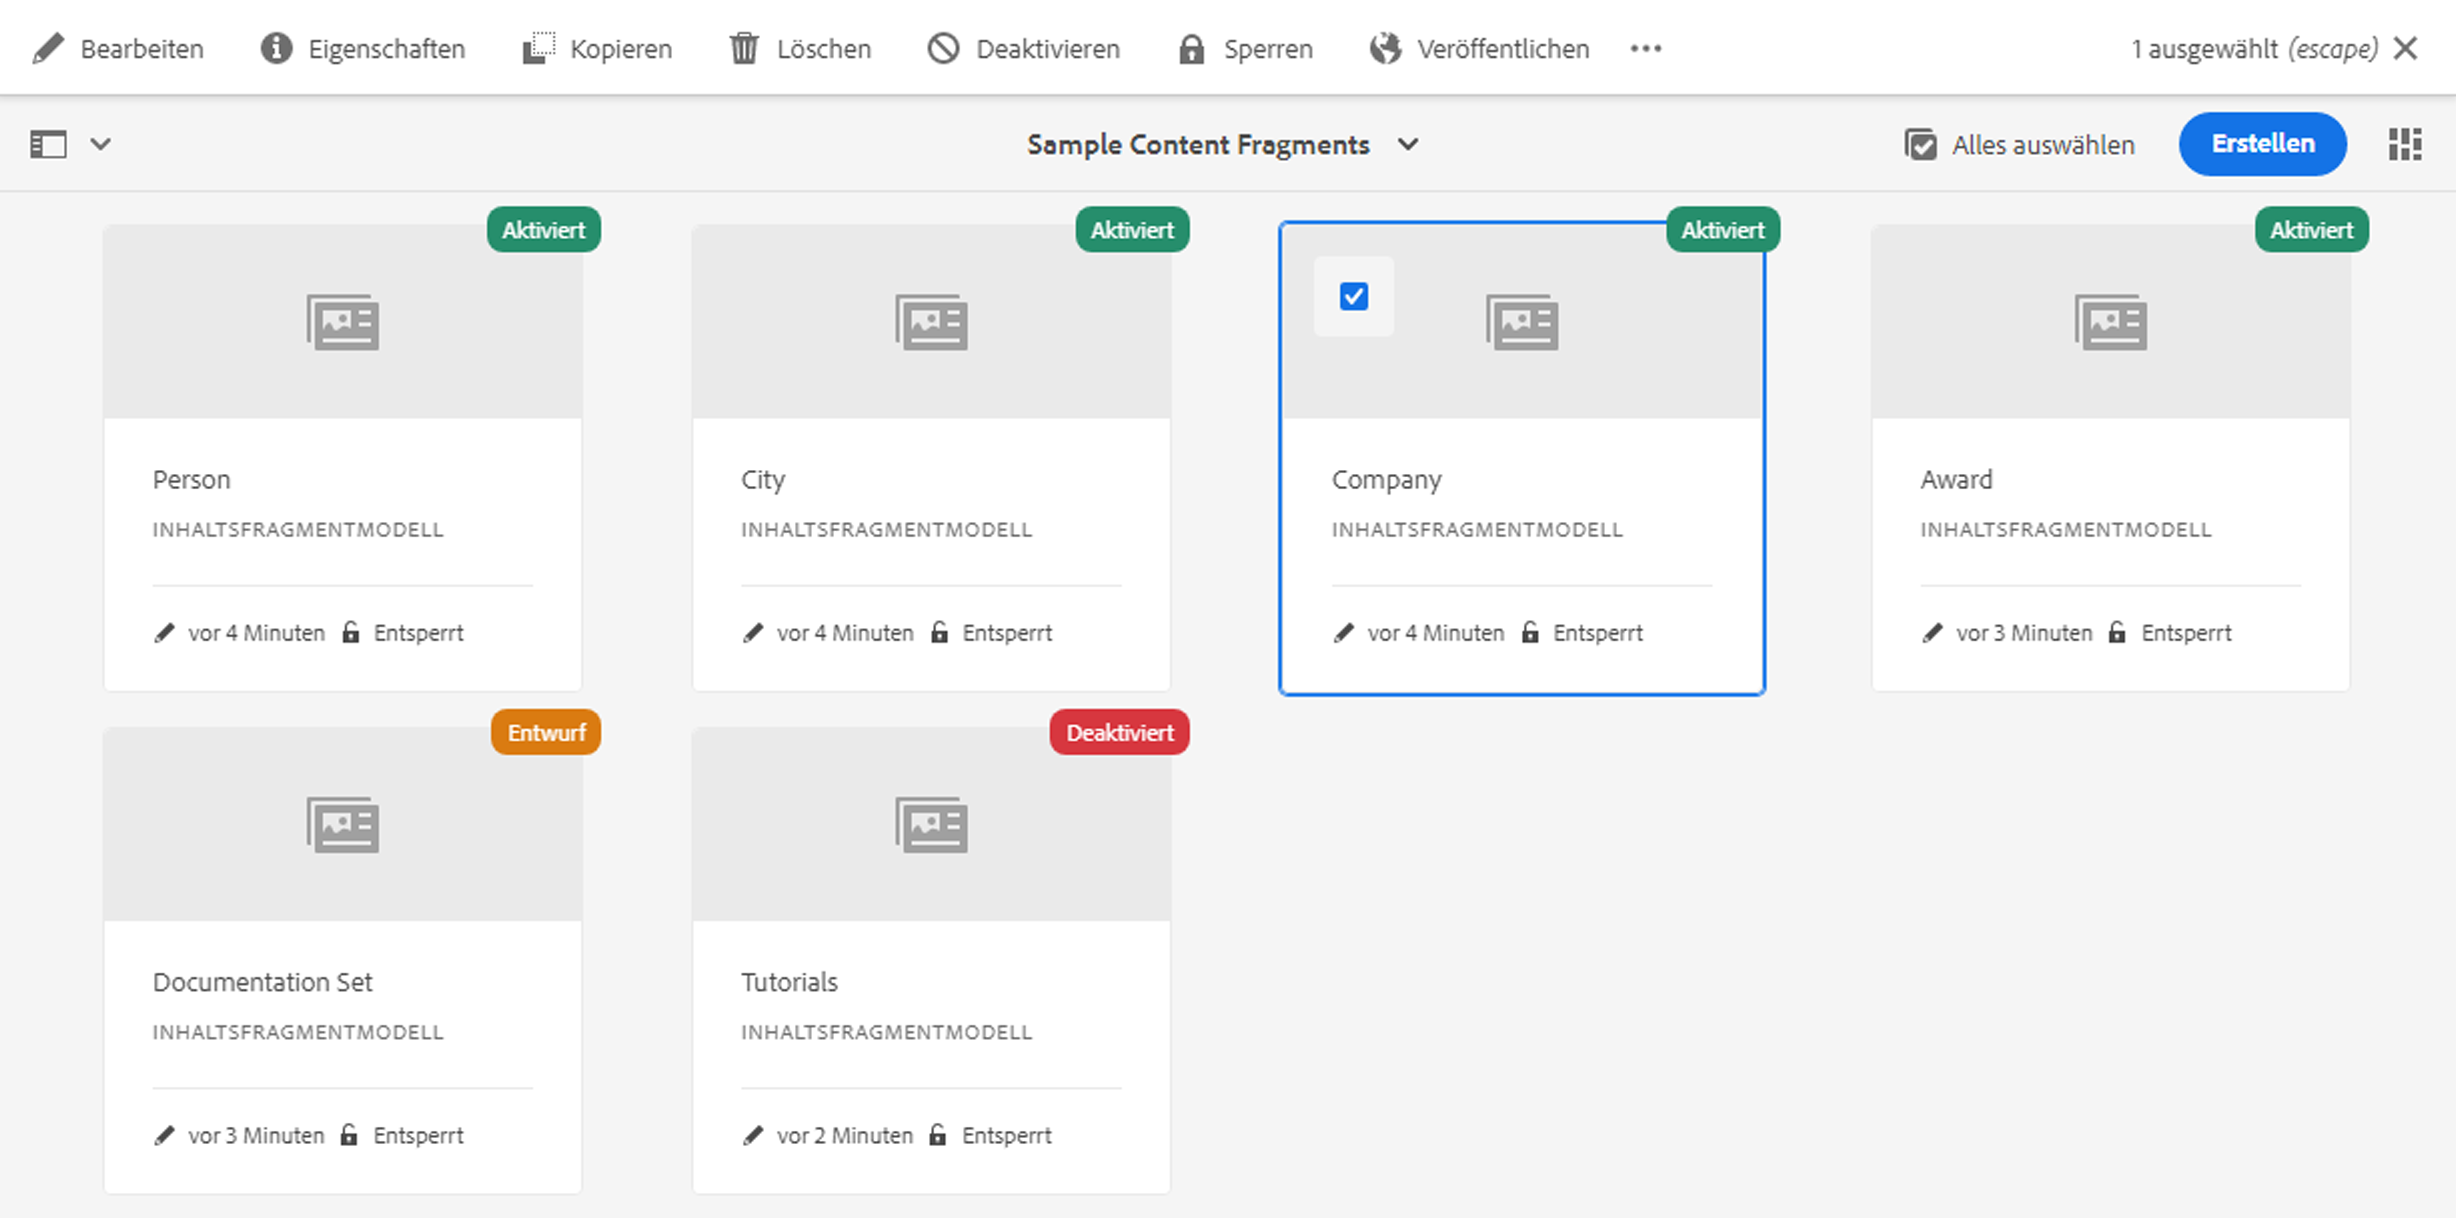 Bearbeiten Eigenschaften Kopieren Löschen Deaktivieren Sperren Veröffentlichen 1 ausgewählt (escape)
Sample Content Fragments Alles auswählen Erstellen
Aktiviert
Person
INHALTSFRAGMENTMODELL
vor 4 Minuten Entsperrt
Aktiviert
City
INHALTSFRAGMENTMODELL
vor 4 Minuten Entsperrt
Aktiviert
Company
INHALTSFRAGMENTMODELL
vor 4 Minuten Entsperrt
Aktiviert
Award
INHALTSFRAGMENTMODELL
vor 3 Minuten Entsperrt
Entwurf
Documentation Set
INHALTSFRAGMENTMODELL
vor 3 Minuten Entsperrt
Deaktiviert
Tutorials
INHALTSFRAGMENTMODELL
vor 2 Minuten Entsperrt